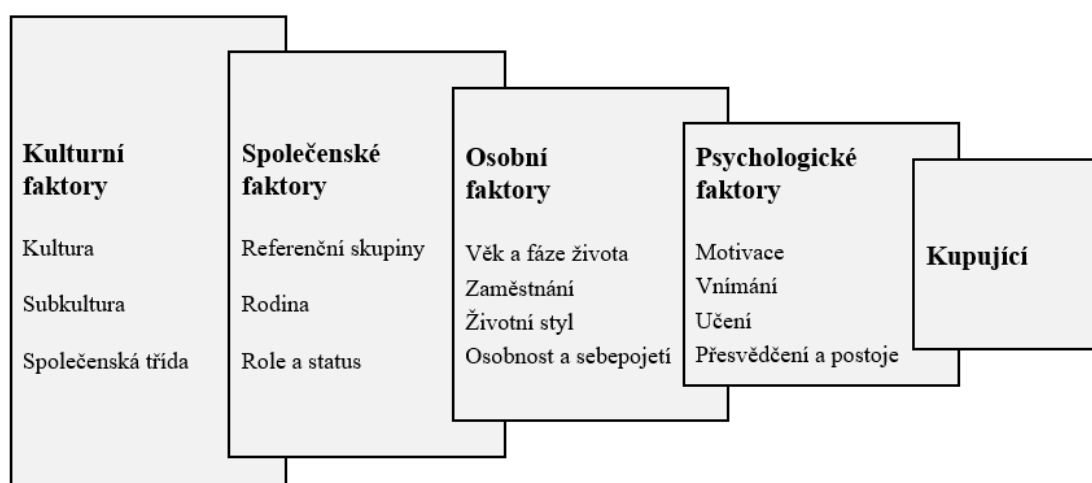 Kulturní
faktory
Kultura
Subkultura
Společenská třída
Společenské
faktory
Referenční skupiny
Rodina
Role a status
Osobní
faktory
Věk a fáze života
Zaměstnání
Životní styl
Osobnost a sebepojetí
Psychologické
faktory
Motivace
Vnímání
Učení
Přesvědčení a postoje
Kupující